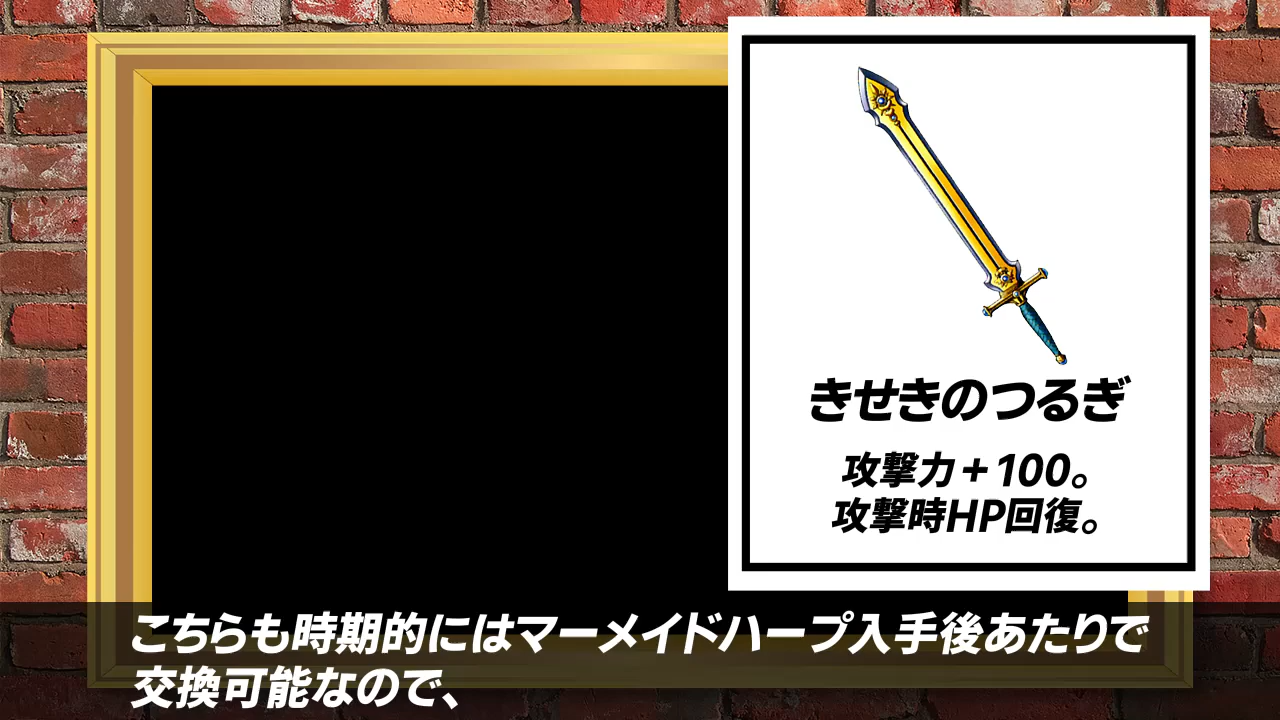 きせきのつるぎ
攻撃力+100。
攻撃時HP回復。
こちらも時期的にはマーメイドハープ入手後あたりで
交換可能なので、